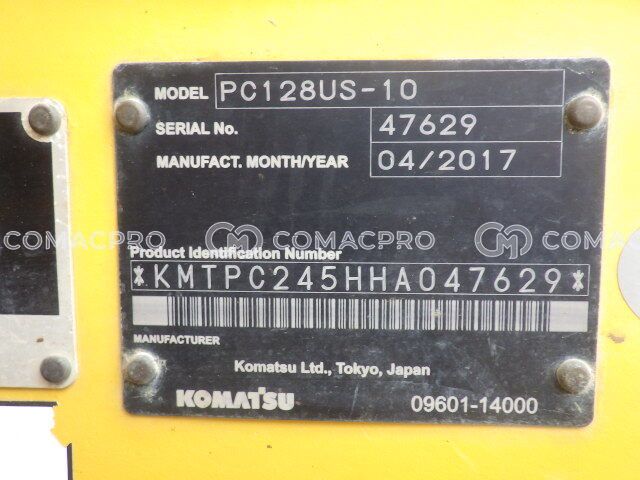 MODEL PC128US-10
SERIAL No. 47629
MANUFACT. MONTH/YEAR 04/2017
COMACPRO COMACPRO
Product Identification Number
*KMTPC245HHA047629*
MANUFACTURER
Komatsu Ltd., Tokyo, Japan
KOMATSU 09601-14000